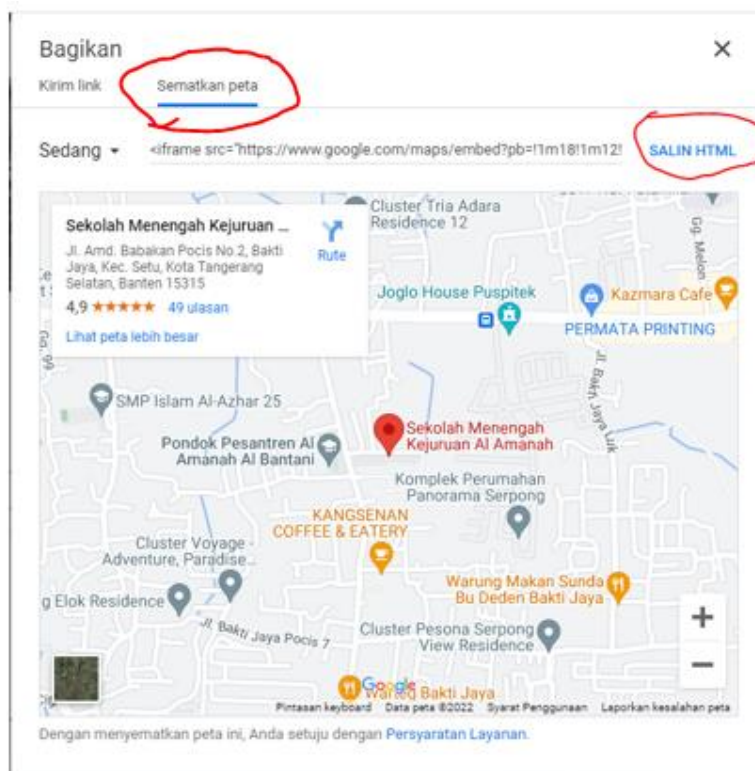 Bagikan
Kirim link
Sematkan peta
Sedang
<iframe src="https://www.google.com/maps/embed?pb=!1m18!1m12!
SALIN HTML
Sekolah Menengah Kejuruan ...
Jl. Amd. Babakan Pocis No.2, Bakti
Jaya, Kec. Setu, Kota Tangerang
Selatan, Banten 15315
4,9
49 ulasan
Lihat peta lebih besar
Rute
Cluster Tria Adara
Residence 12
Gg. Melon
Joglo House Puspitek
Kazmara Cafe
PERMATA PRINTING
Jl. Bakti Jaya Luk
SMP Islam Al-Azhar 25
Pondok Pesantren Al
Amanah Al Bantani
Sekolah Menengah
Kejuruan Al Amanah
Komplek Perumahan
Panorama Serpong
KANGSENAN
COFFEE & EATERY
Cluster Voyage -
Adventure, Paradise...
Warung Makan Sunda
Bu Deden Bakti Jaya
g Elok Residence
Jl. Bakti Jaya Pocis 7
Cluster Pesona Serpong
View Residence
Google
Warteg Bakti Jaya
Pintasan keyboard
Data peta ©2022
Syarat Penggunaan
Laporkan kesalahan peta
Dengan menyematkan peta ini, Anda setuju dengan Persyaratan Layanan.